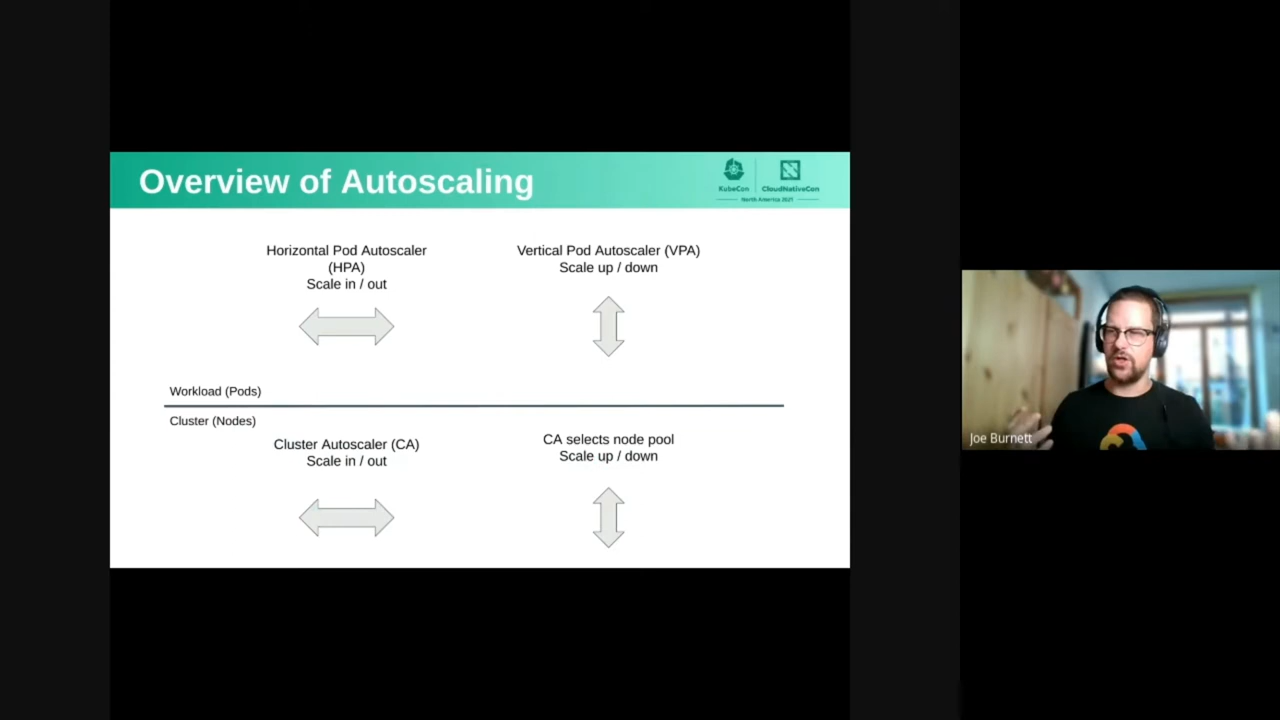 Overview of Autoscaling
KubeCon
CloudNativeCon
North America 2021
Horizontal Pod Autoscaler
(HPA)
Scale in / out
Vertical Pod Autoscaler (VPA)
Scale up / down
Workload (Pods)
Cluster (Nodes)
Cluster Autoscaler (CA)
Scale in / out
CA selects node pool
Scale up / down
Joe Burnett